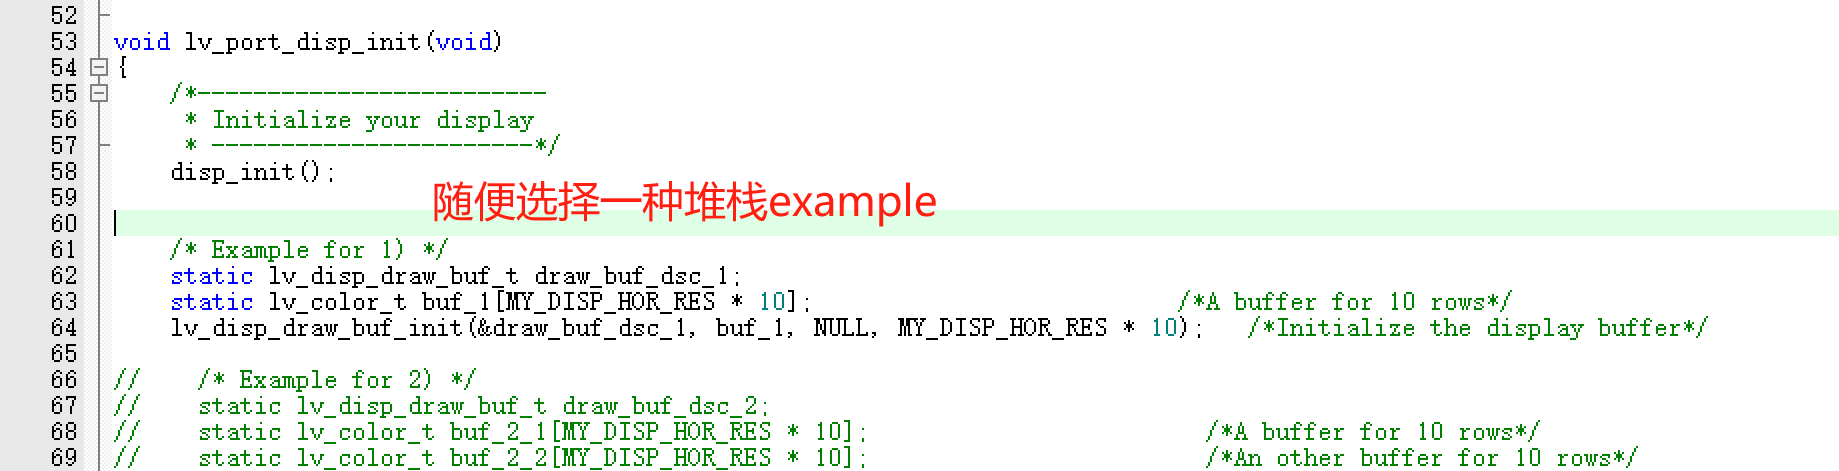 52
53 void lv_port_disp_init(void)
54 {
55 /*-------------------------
56 * Initialize your display
57 * -----------------------*/
58 disp_init();
59 随便选择一种堆栈example
60
61 /* Example for 1) */
62 static lv_disp_draw_buf_t draw_buf_dsc_1;
63 static lv_color_t buf_1[MY_DISP_HOR_RES * 10]; /*A buffer for 10 rows*/
64 lv_disp_draw_buf_init(&draw_buf_dsc_1, buf_1, NULL, MY_DISP_HOR_RES * 10); /*Initialize the display buffer*/
65
66 // /* Example for 2) */
67 // static lv_disp_draw_buf_t draw_buf_dsc_2;
68 // static lv_color_t buf_2_1[MY_DISP_HOR_RES * 10]; /*A buffer for 10 rows*/
69 // static lv_color_t buf_2_2[MY_DISP_HOR_RES * 10]; /*An other buffer for 10 rows*/